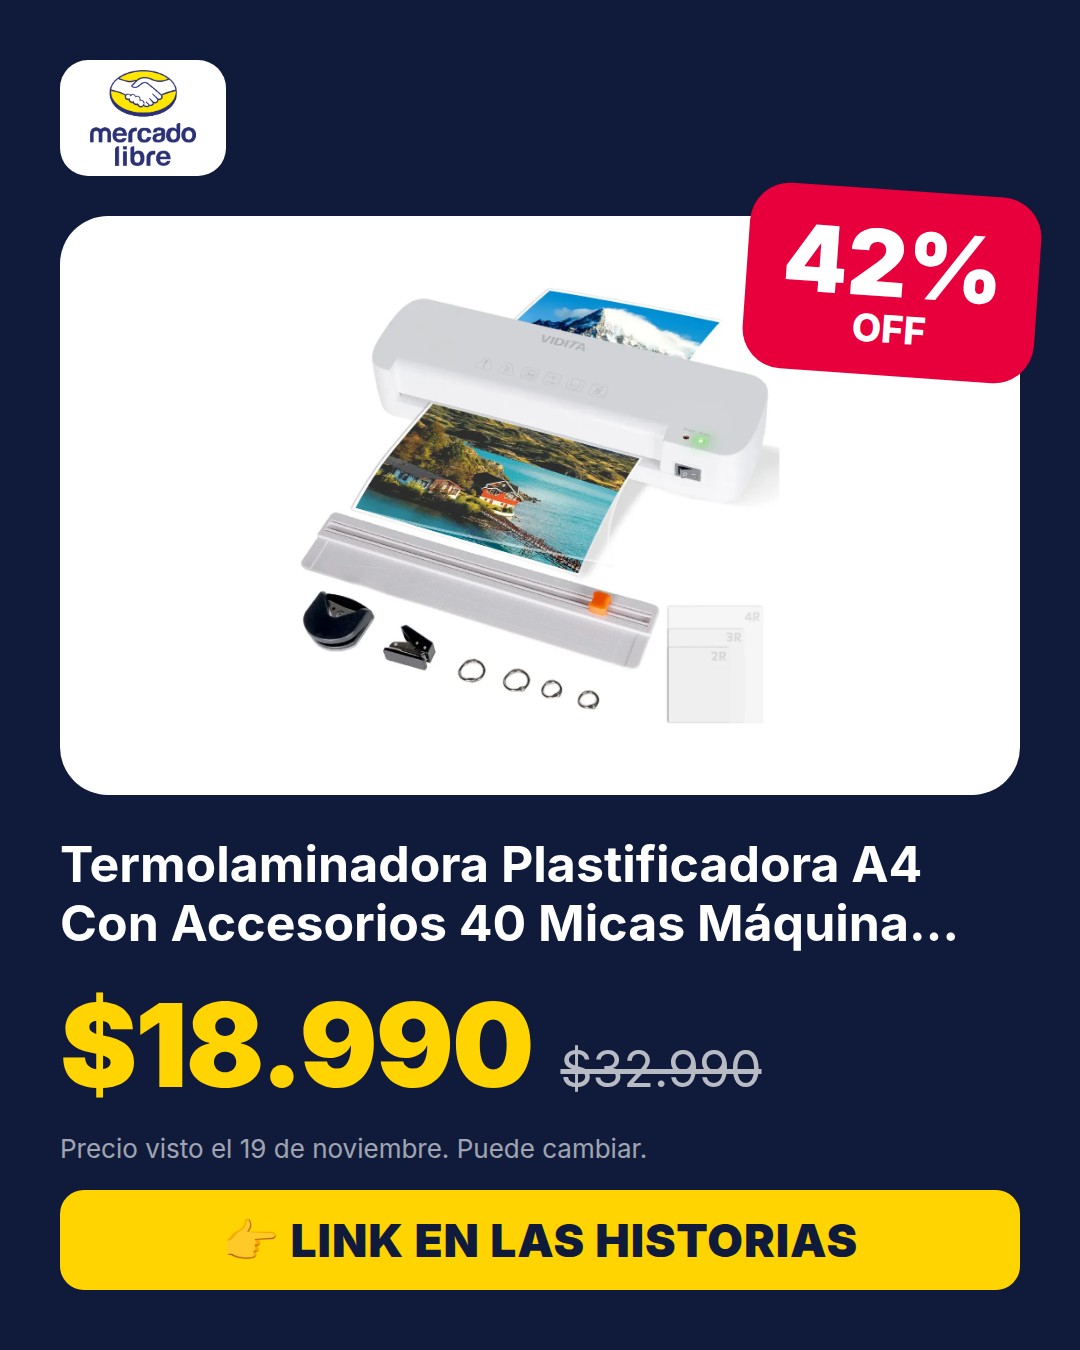 mercado
libre
42%
OFF
VIDITA
4R
3R
2R
Termolaminadora Plastificadora A4
Con Accesorios 40 Micas Máquina...
$18.990 $32.990
Precio visto el 19 de noviembre. Puede cambiar.
👉 LINK EN LAS HISTORIAS